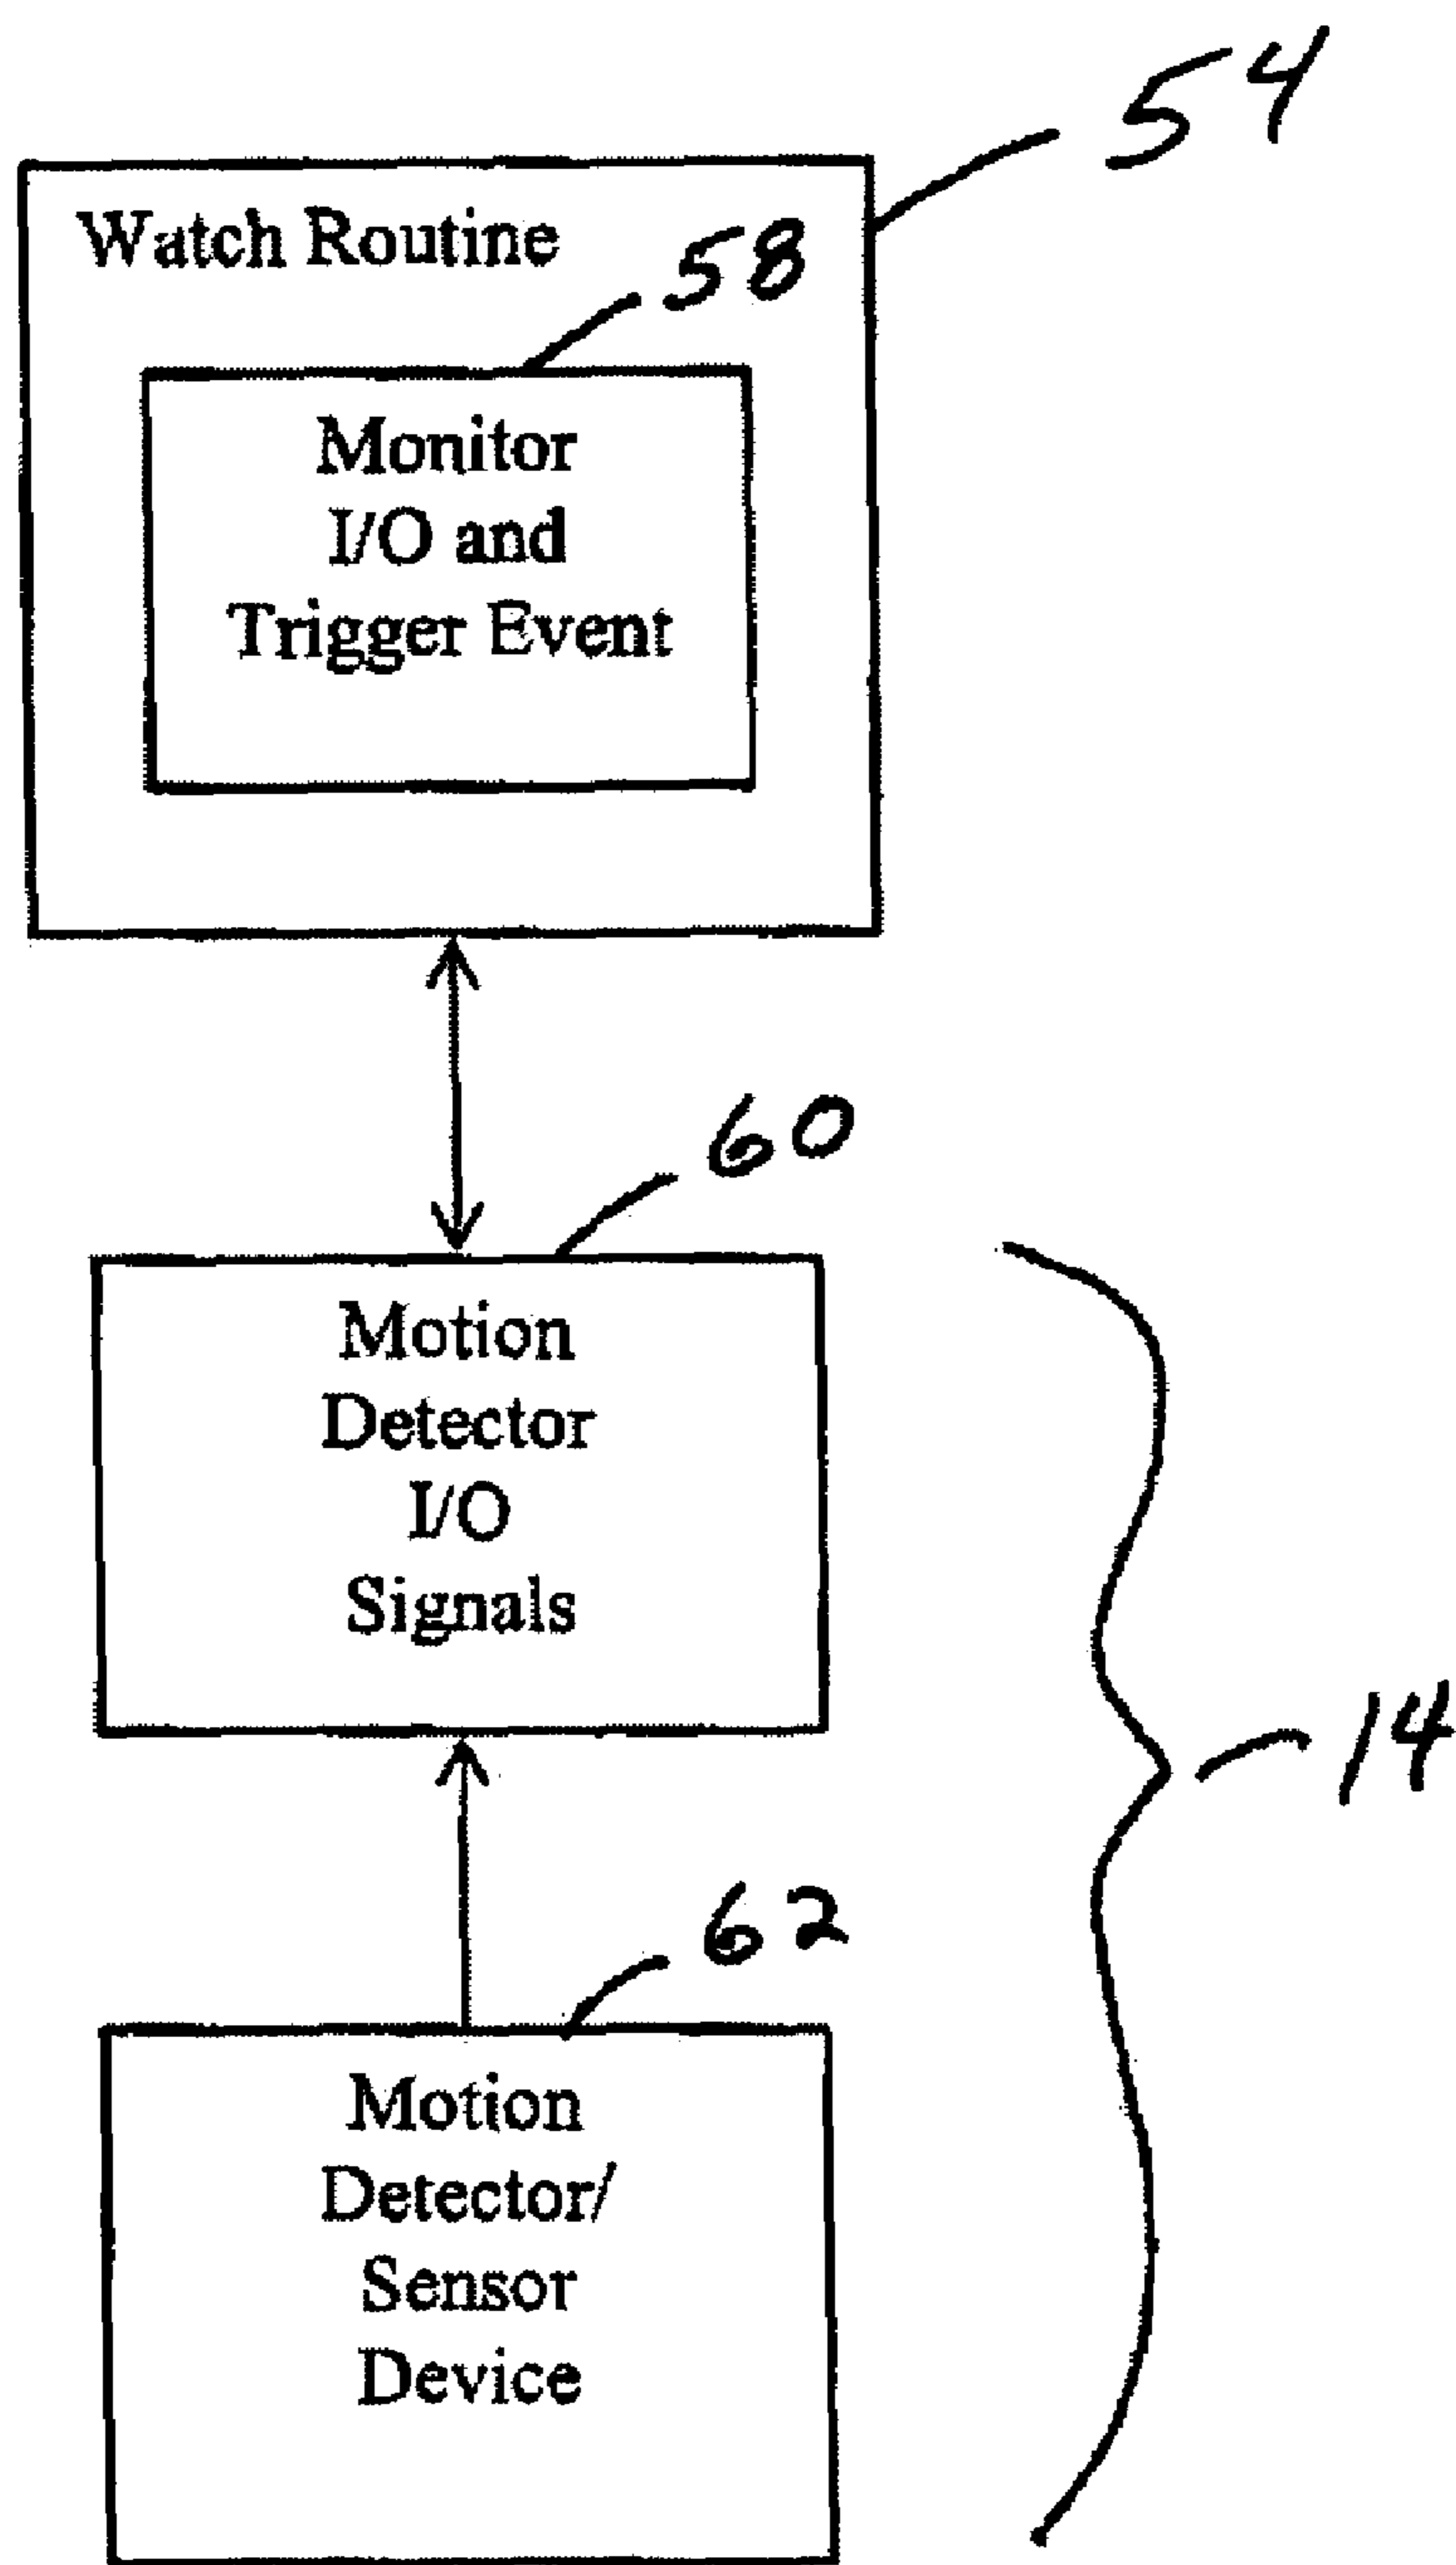 54
Watch Routine
58
Monitor
I/O and
Trigger Event
60
Motion
Detector
I/O
Signals
14
62
Motion
Detector/
Sensor
Device